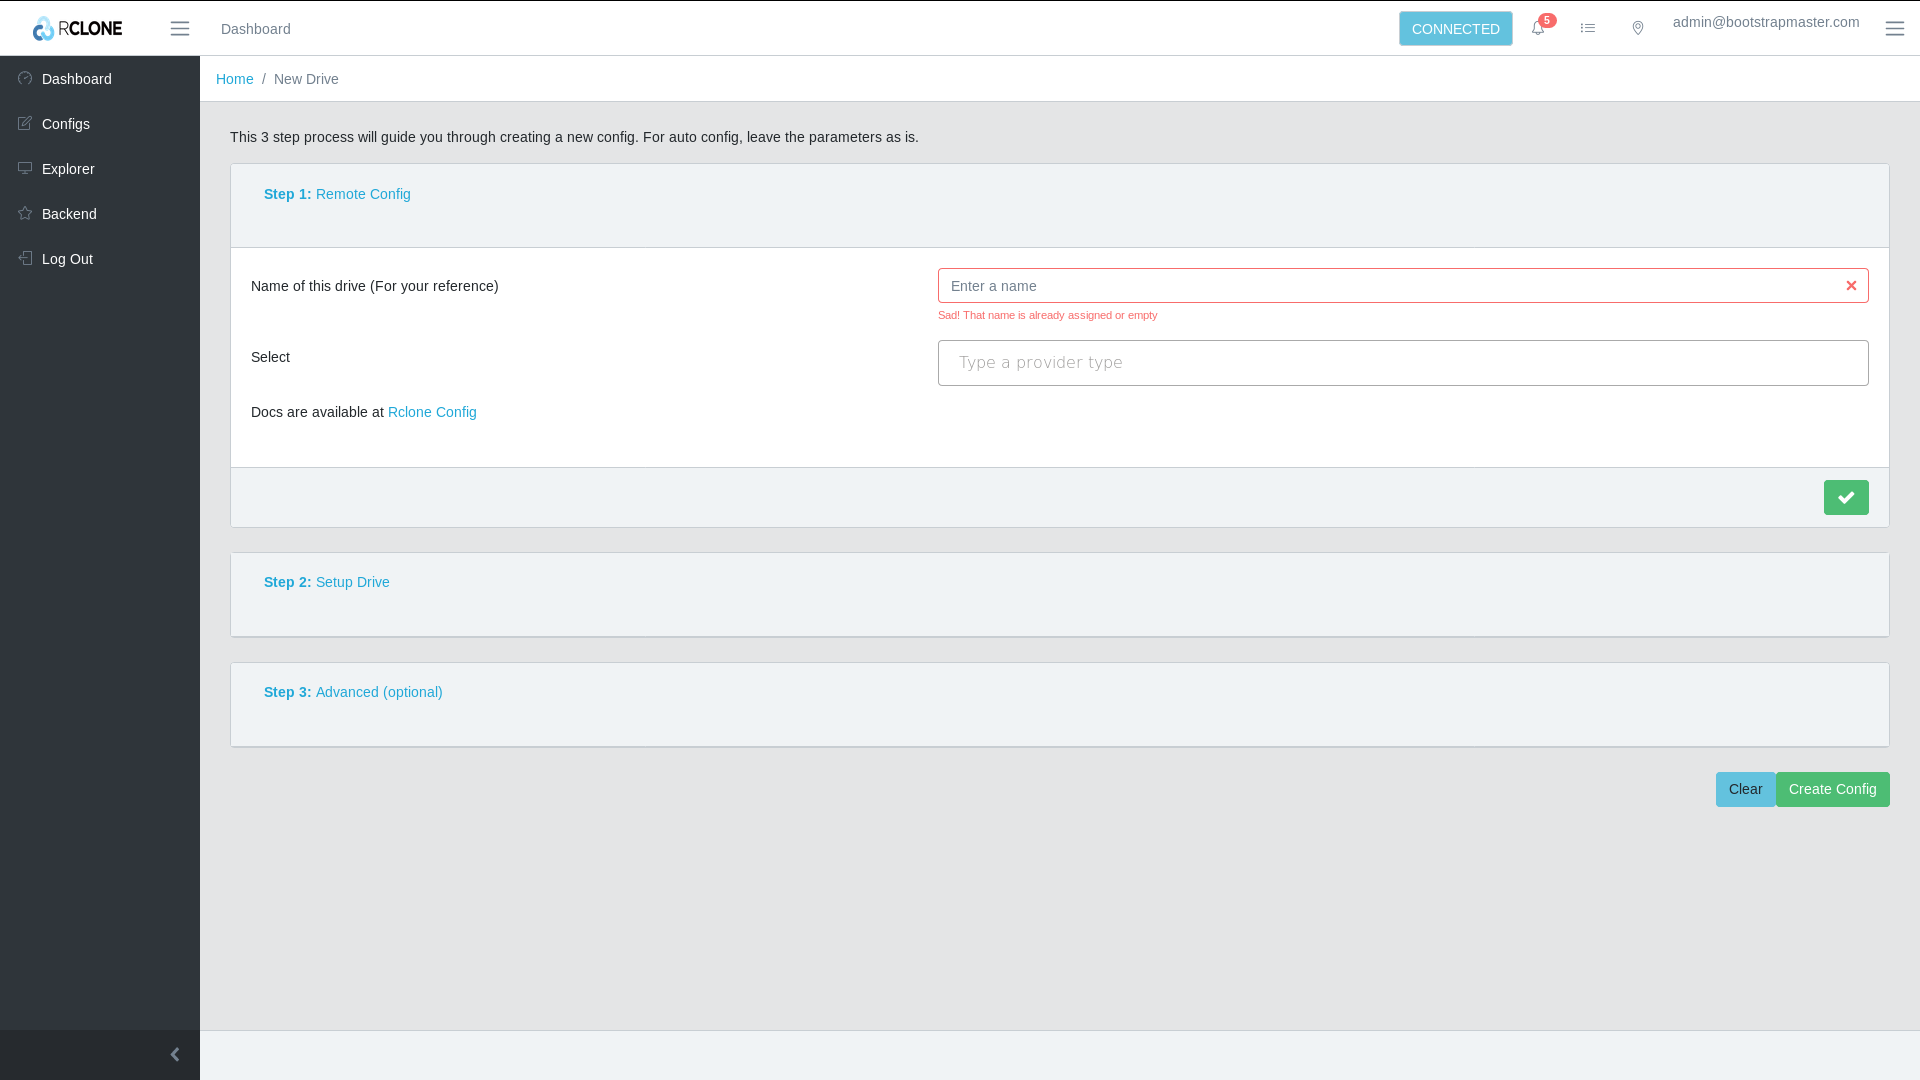 RCLONE
Dashboard
CONNECTED
5
admin@bootstrapmaster.com
Dashboard
Configs
Explorer
Backend
Log Out
Home / New Drive
This 3 step process will guide you through creating a new config. For auto config, leave the parameters as is.
Step 1: Remote Config
Name of this drive (For your reference)
Enter a name
Sad! That name is already assigned or empty
Select
Type a provider type
Docs are available at Rclone Config
Step 2: Setup Drive
Step 3: Advanced (optional)
Clear
Create Config